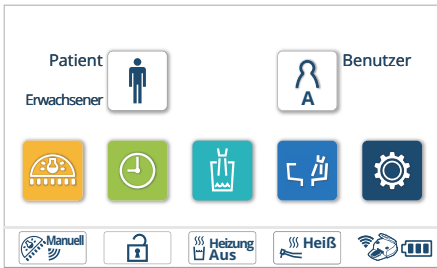 Patient
Benutzer
Erwachsener
A
Manuell
Heizung
Aus
Heiß